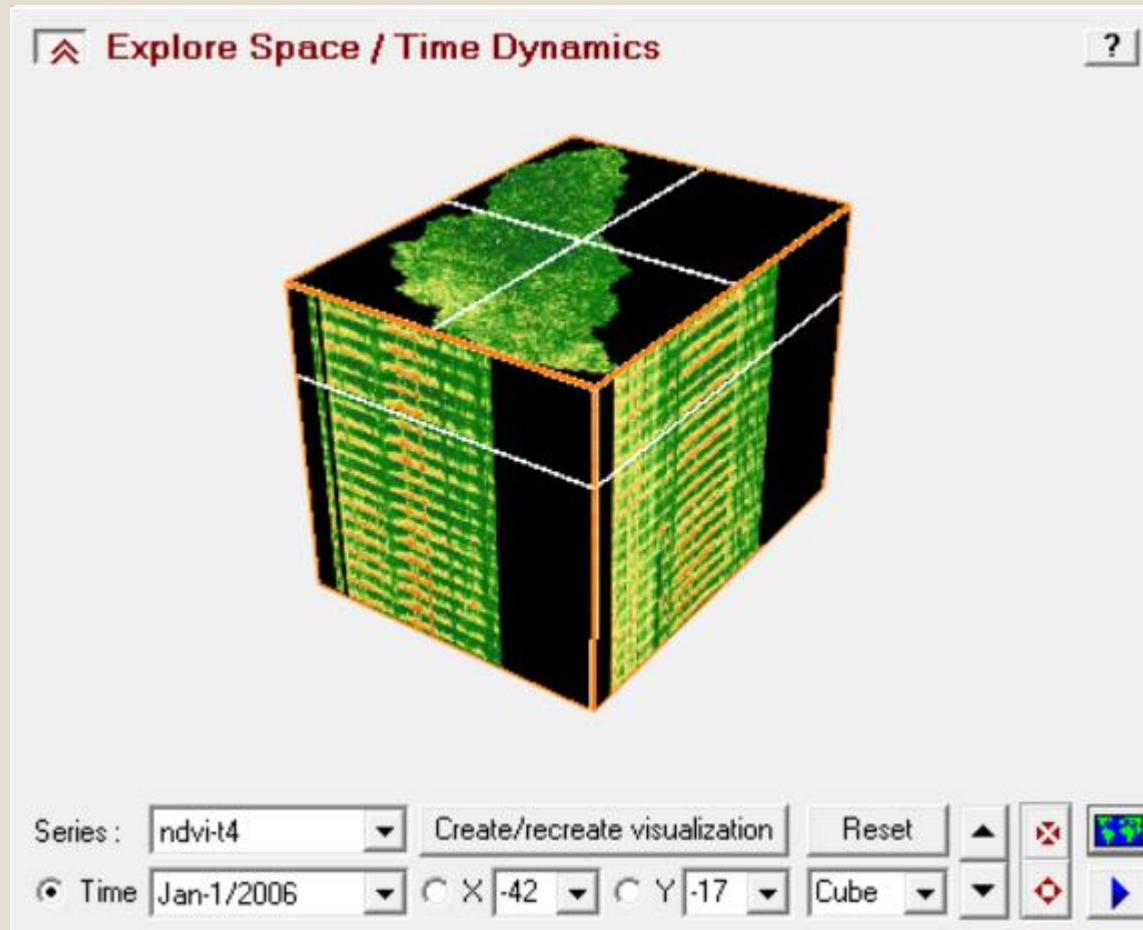 Explore Space / Time Dynamics ?
Series : ndvi-t4 Create/recreate visualization Reset
Time Jan-1/2006 X -42 Y -17 Cube